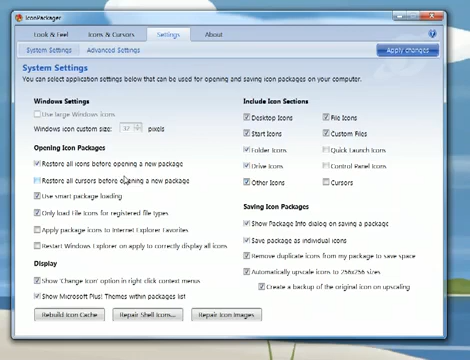 IconPackager
Look & Feel
Icons & Cursors
Settings
About
System Settings
Advanced Settings
Apply changes
System Settings
You can select application settings below that can be used for opening and saving icon packages on your computer.
Windows Settings
Use large Windows icons
Windows icon custom size: 32 pixels
Opening Icon Packages
Restore all icons before opening a new package
Restore all cursors before opening a new package
Use smart package loading
Only load File Icons for registered file types
Apply package icons to Internet Explorer Favorites
Restart Windows Explorer on apply to correctly display all icons
Display
Show 'Change Icon' option in right click context menus
Show Microsoft Plus! Themes within packages list
Rebuild Icon Cache
Repair Shell Icons...
Repair Icon Images
Include Icon Sections
Desktop Icons
File Icons
Start Icons
Custom Files
Folder Icons
Quick Launch Icons
Drive Icons
Control Panel Icons
Other Icons
Cursors
Saving Icon Packages
Show Package Info dialog on saving a package
Save package as individual icons
Remove duplicate icons from my package to save space
Automatically upscale icons to 256x256 sizes
Create a backup of the original icon on upscaling